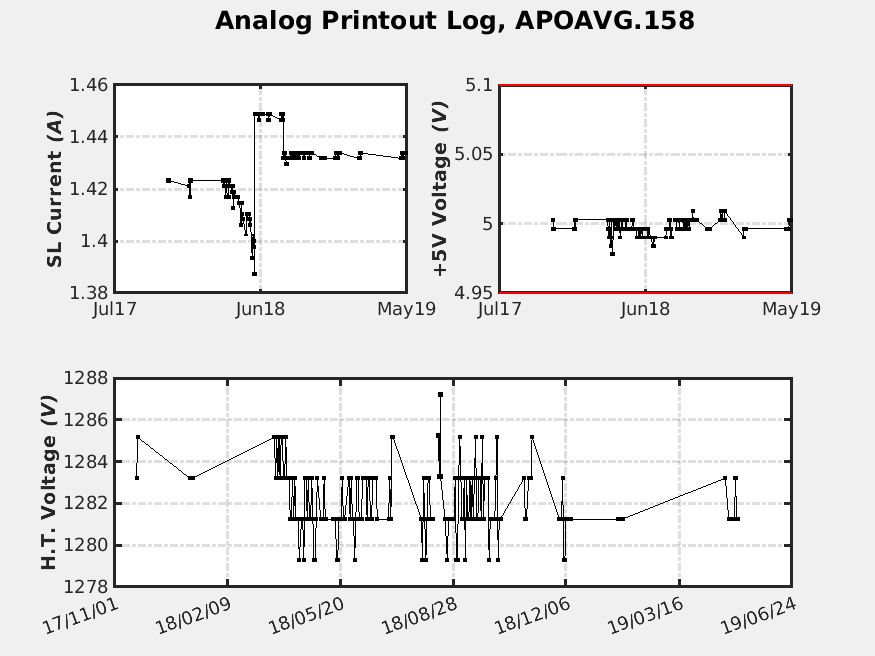 Analog Printout Log, APOAVG.158
SL Current (A)
1.46
1.44
1.42
1.4
1.38
Jul17
Jun18
May19
+5V Voltage (V)
5.1
5.05
5
4.95
Jul17
Jun18
May19
H.T. Voltage (V)
1288
1286
1284
1282
1280
1278
17/11/01
18/02/09
18/05/20
18/08/28
18/12/06
19/03/16
19/06/24